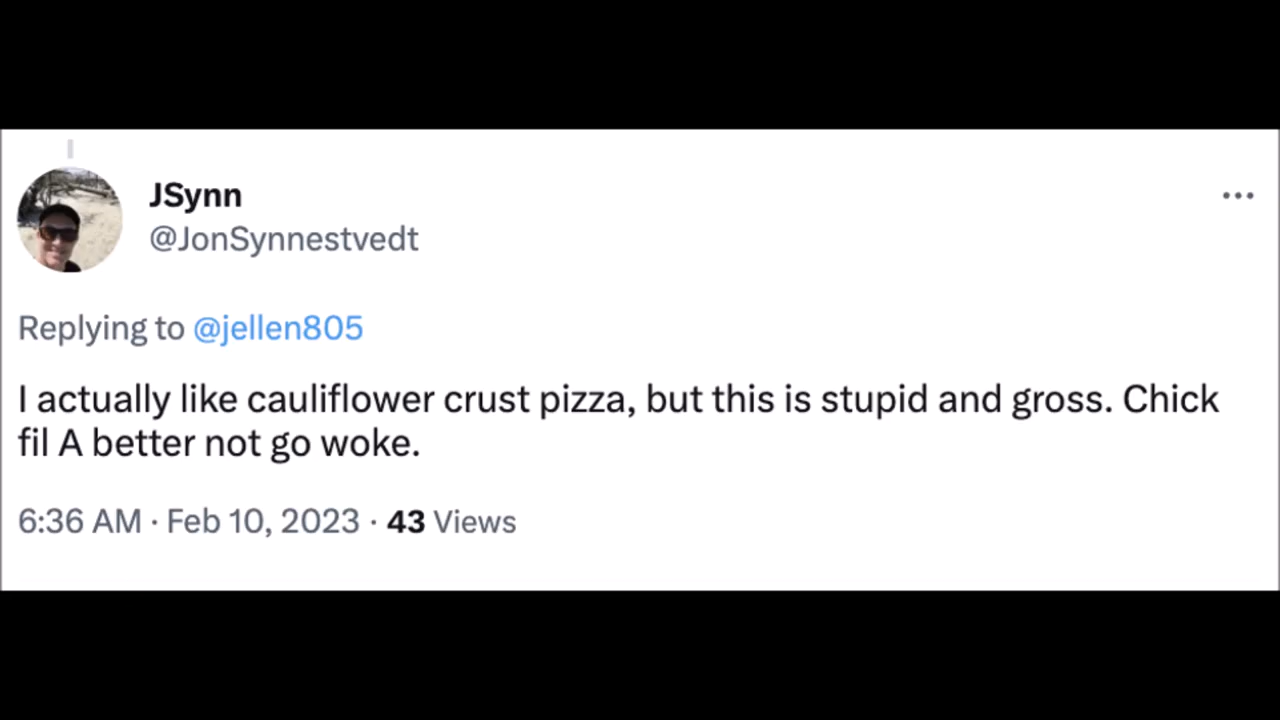 JSynn
@JonSynnestvedt
Replying to @jellen805
I actually like cauliflower crust pizza, but this is stupid and gross. Chick
fil A better not go woke.
6:36 AM · Feb 10, 2023 · 43 Views